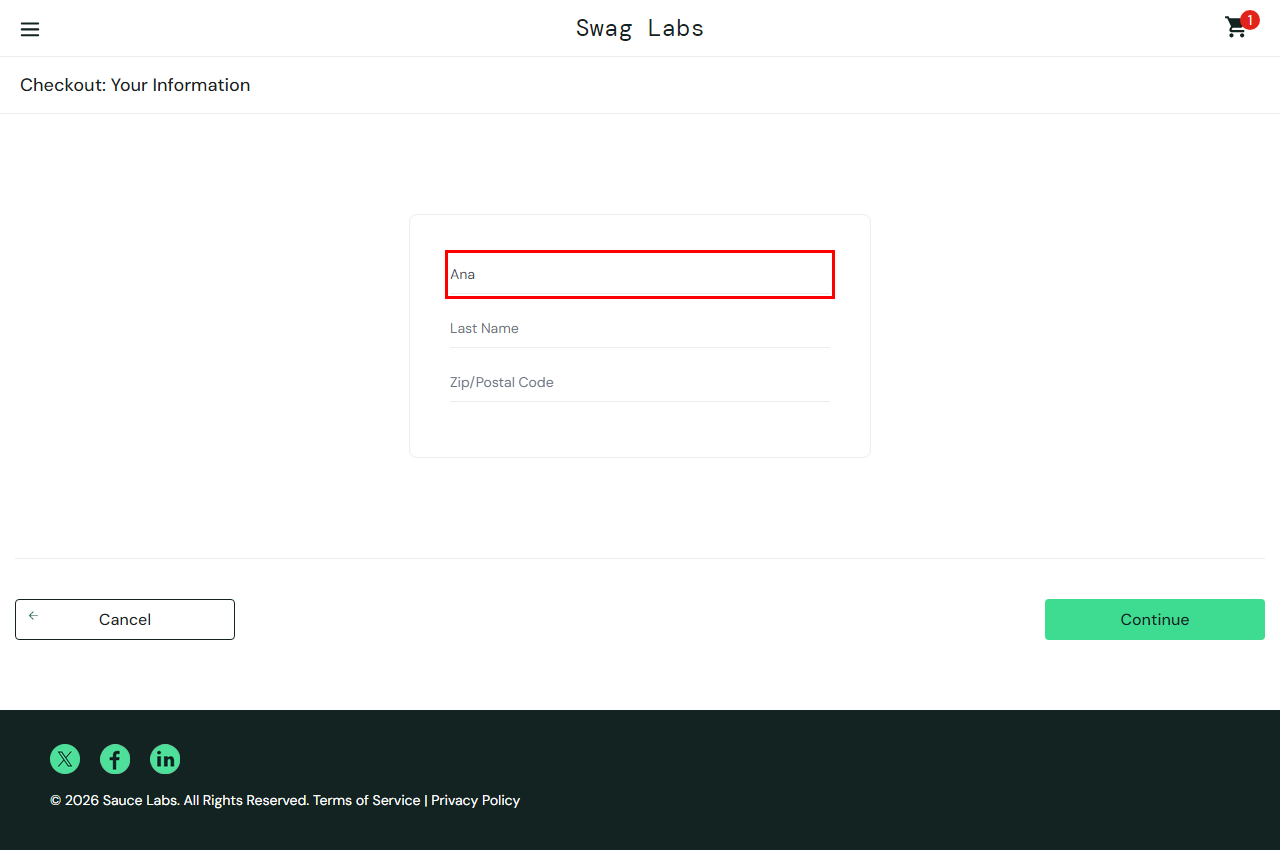 Swag Labs
1
Checkout: Your Information
Ana
Last Name
Zip/Postal Code
Cancel
Continue
© 2026 Sauce Labs. All Rights Reserved. Terms of Service | Privacy Policy